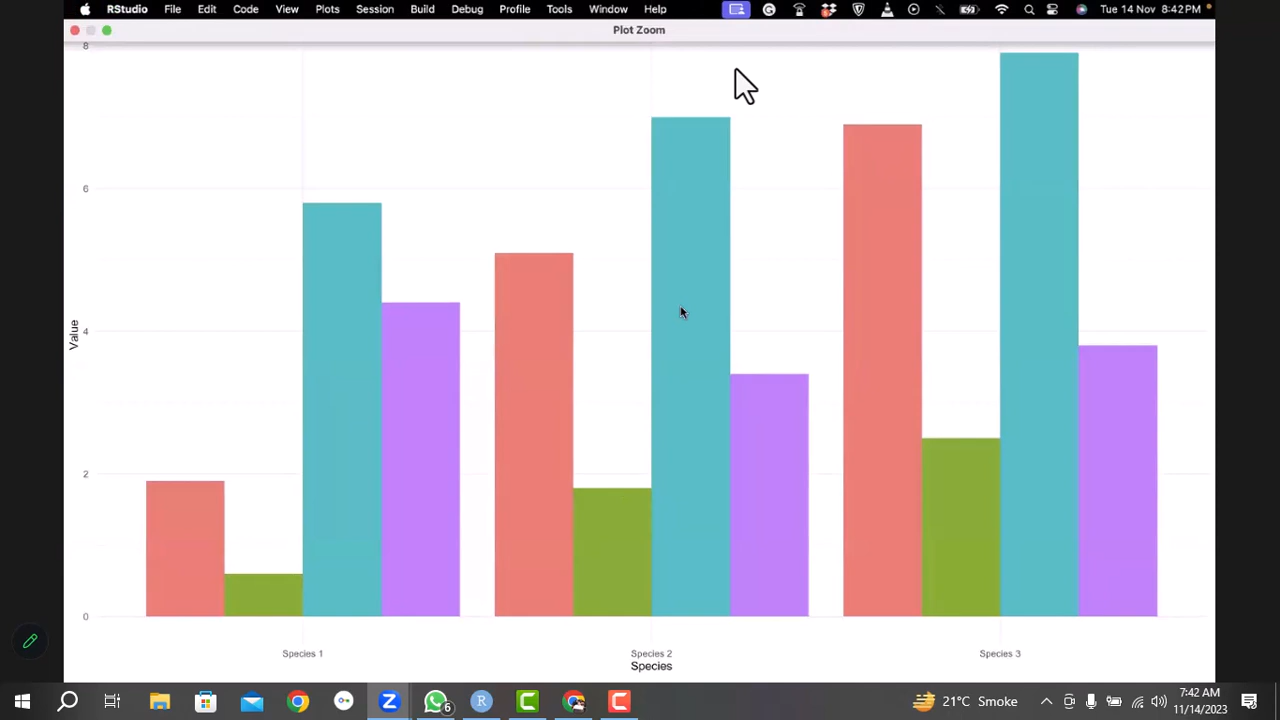 RStudio File Edit Code View Plots Session Build Debug Profile Tools Window Help Tue 14 Nov 8:42 PM
Plot Zoom
8
6
4
2
0
Value
Species 1 Species 2 Species 3
Species
6
21°C Smoke
7:42 AM
11/14/2023